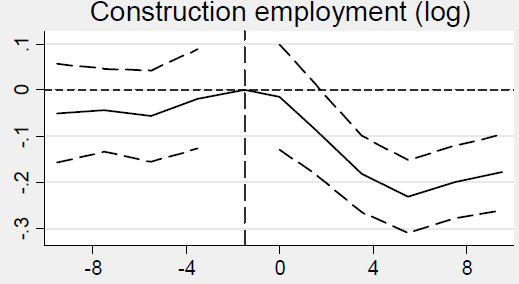 Construction employment (log)
.1
0
-.1
-.2
-.3
-8 -4 0 4 8